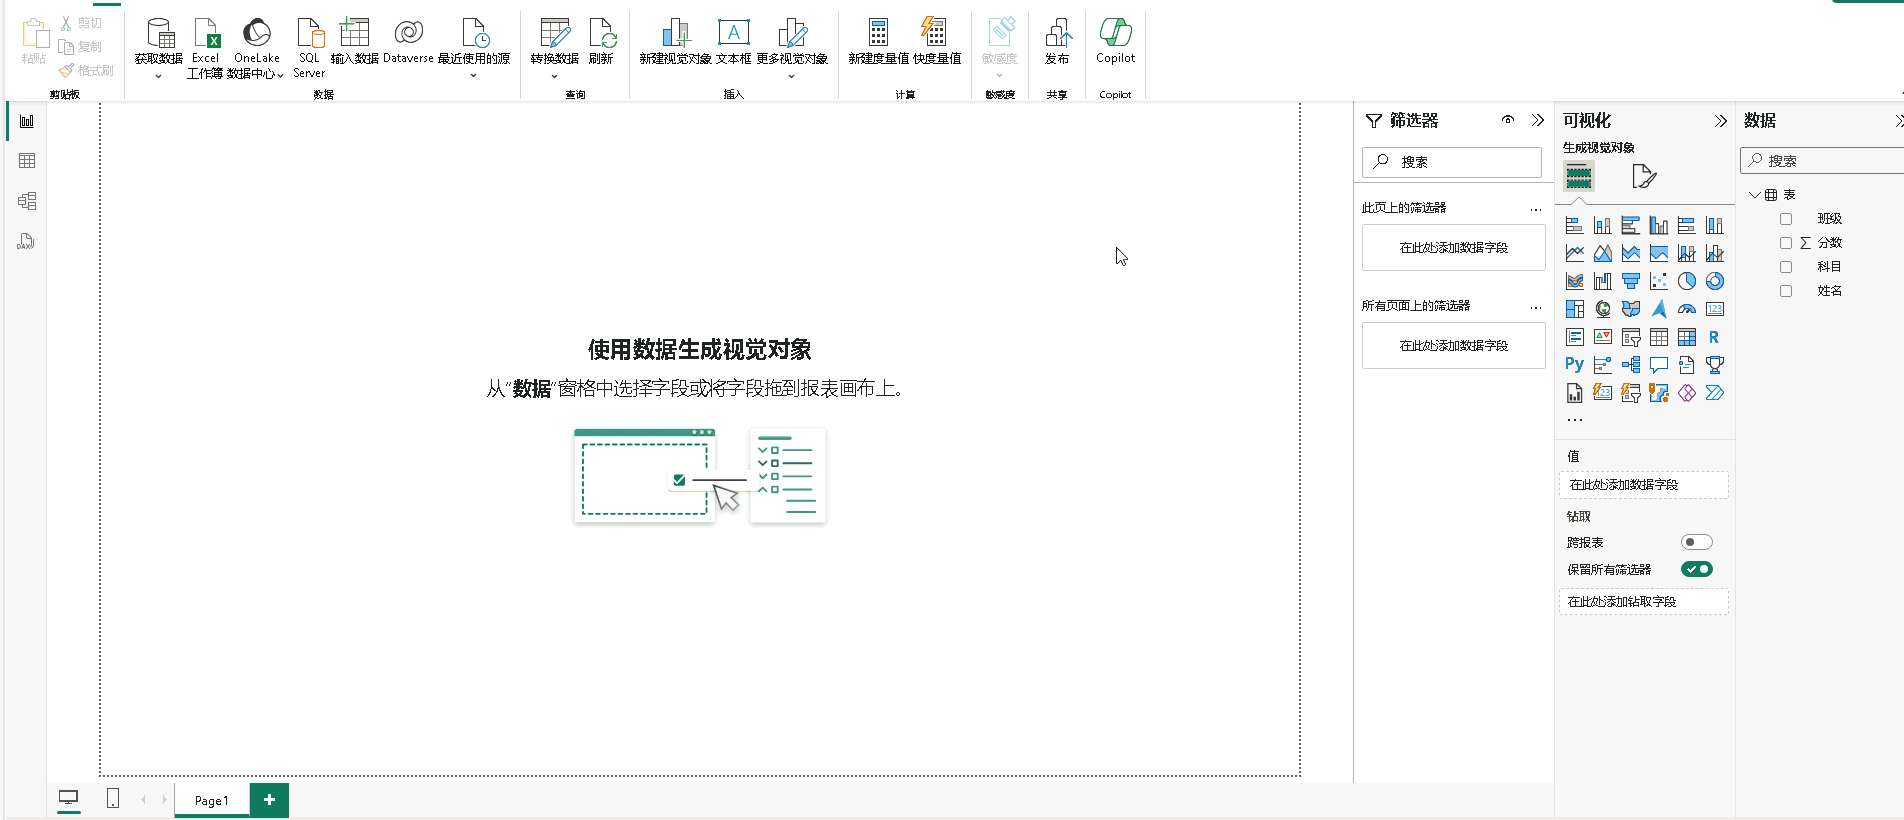 粘贴
剪切
复制
格式刷
剪贴板
获取数据
Excel
工作簿
OneLake
数据中心
SQL
Server
输入数据
Dataverse
最近使用的源
数据
转换数据
刷新
查询
新建视觉对象
文本框
更多视觉对象
插入
新建度量值
快度量值
计算
敏感度
敏感度
发布
共享
Copilot
Copilot
DAX
使用数据生成视觉对象
从"数据"窗格中选择字段或将字段拖到报表画布上。
筛选器
搜索
此页上的筛选器
...
在此处添加数据字段
所有页面上的筛选器
...
在此处添加数据字段
可视化
生成视觉对象
123
R
Py
123
...
值
在此处添加数据字段
钻取
跨报表
保留所有筛选器
在此处添加钻取字段
数据
搜索
表
班级
∑ 分数
科目
姓名
Page1
+